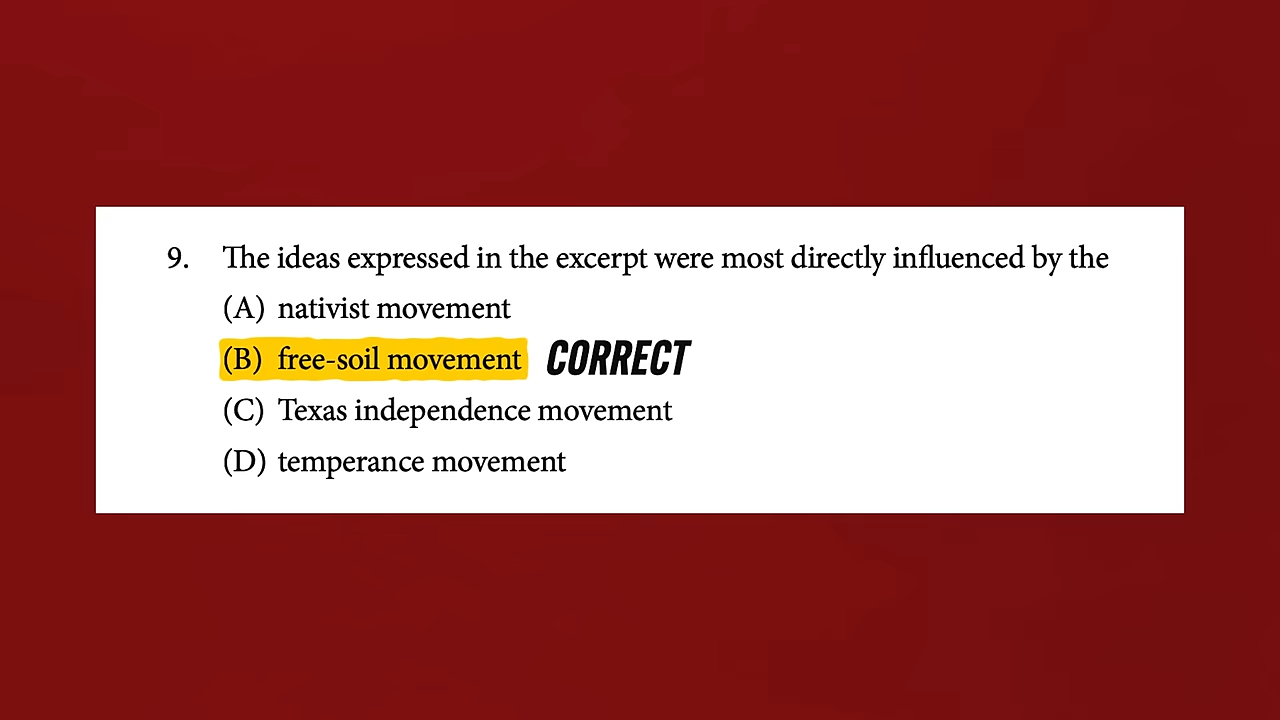 9. The ideas expressed in the excerpt were most directly influenced by the
(A) nativist movement
(B) free-soil movement CORRECT
(C) Texas independence movement
(D) temperance movement